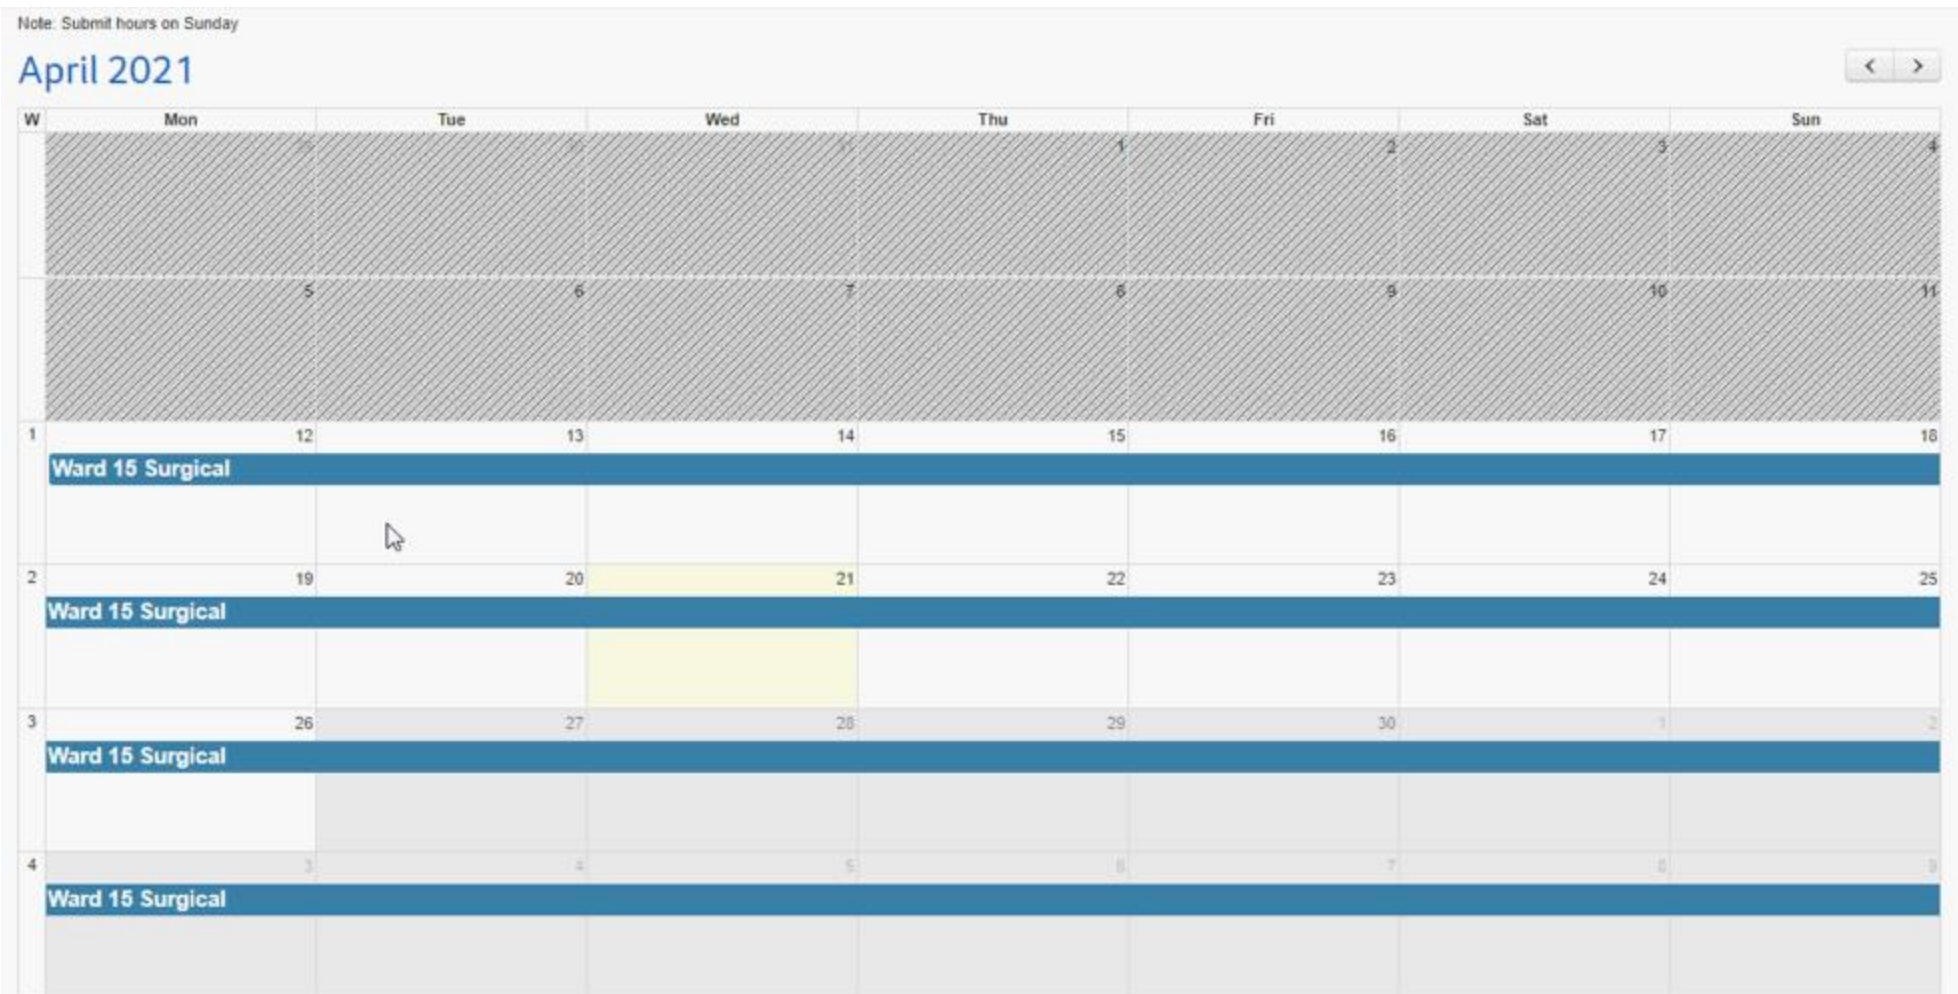 Note: Submit hours on Sunday
April 2021
< >
W Mon Tue Wed Thu Fri Sat Sun
29 30 31 1 2 3 4
5 6 7 8 9 10 11
1 12 13 14 15 16 17 18
Ward 15 Surgical
2 19 20 21 22 23 24 25
Ward 15 Surgical
3 26 27 28 29 30 1 2
Ward 15 Surgical
4 3 4 5 6 7 8 9
Ward 15 Surgical